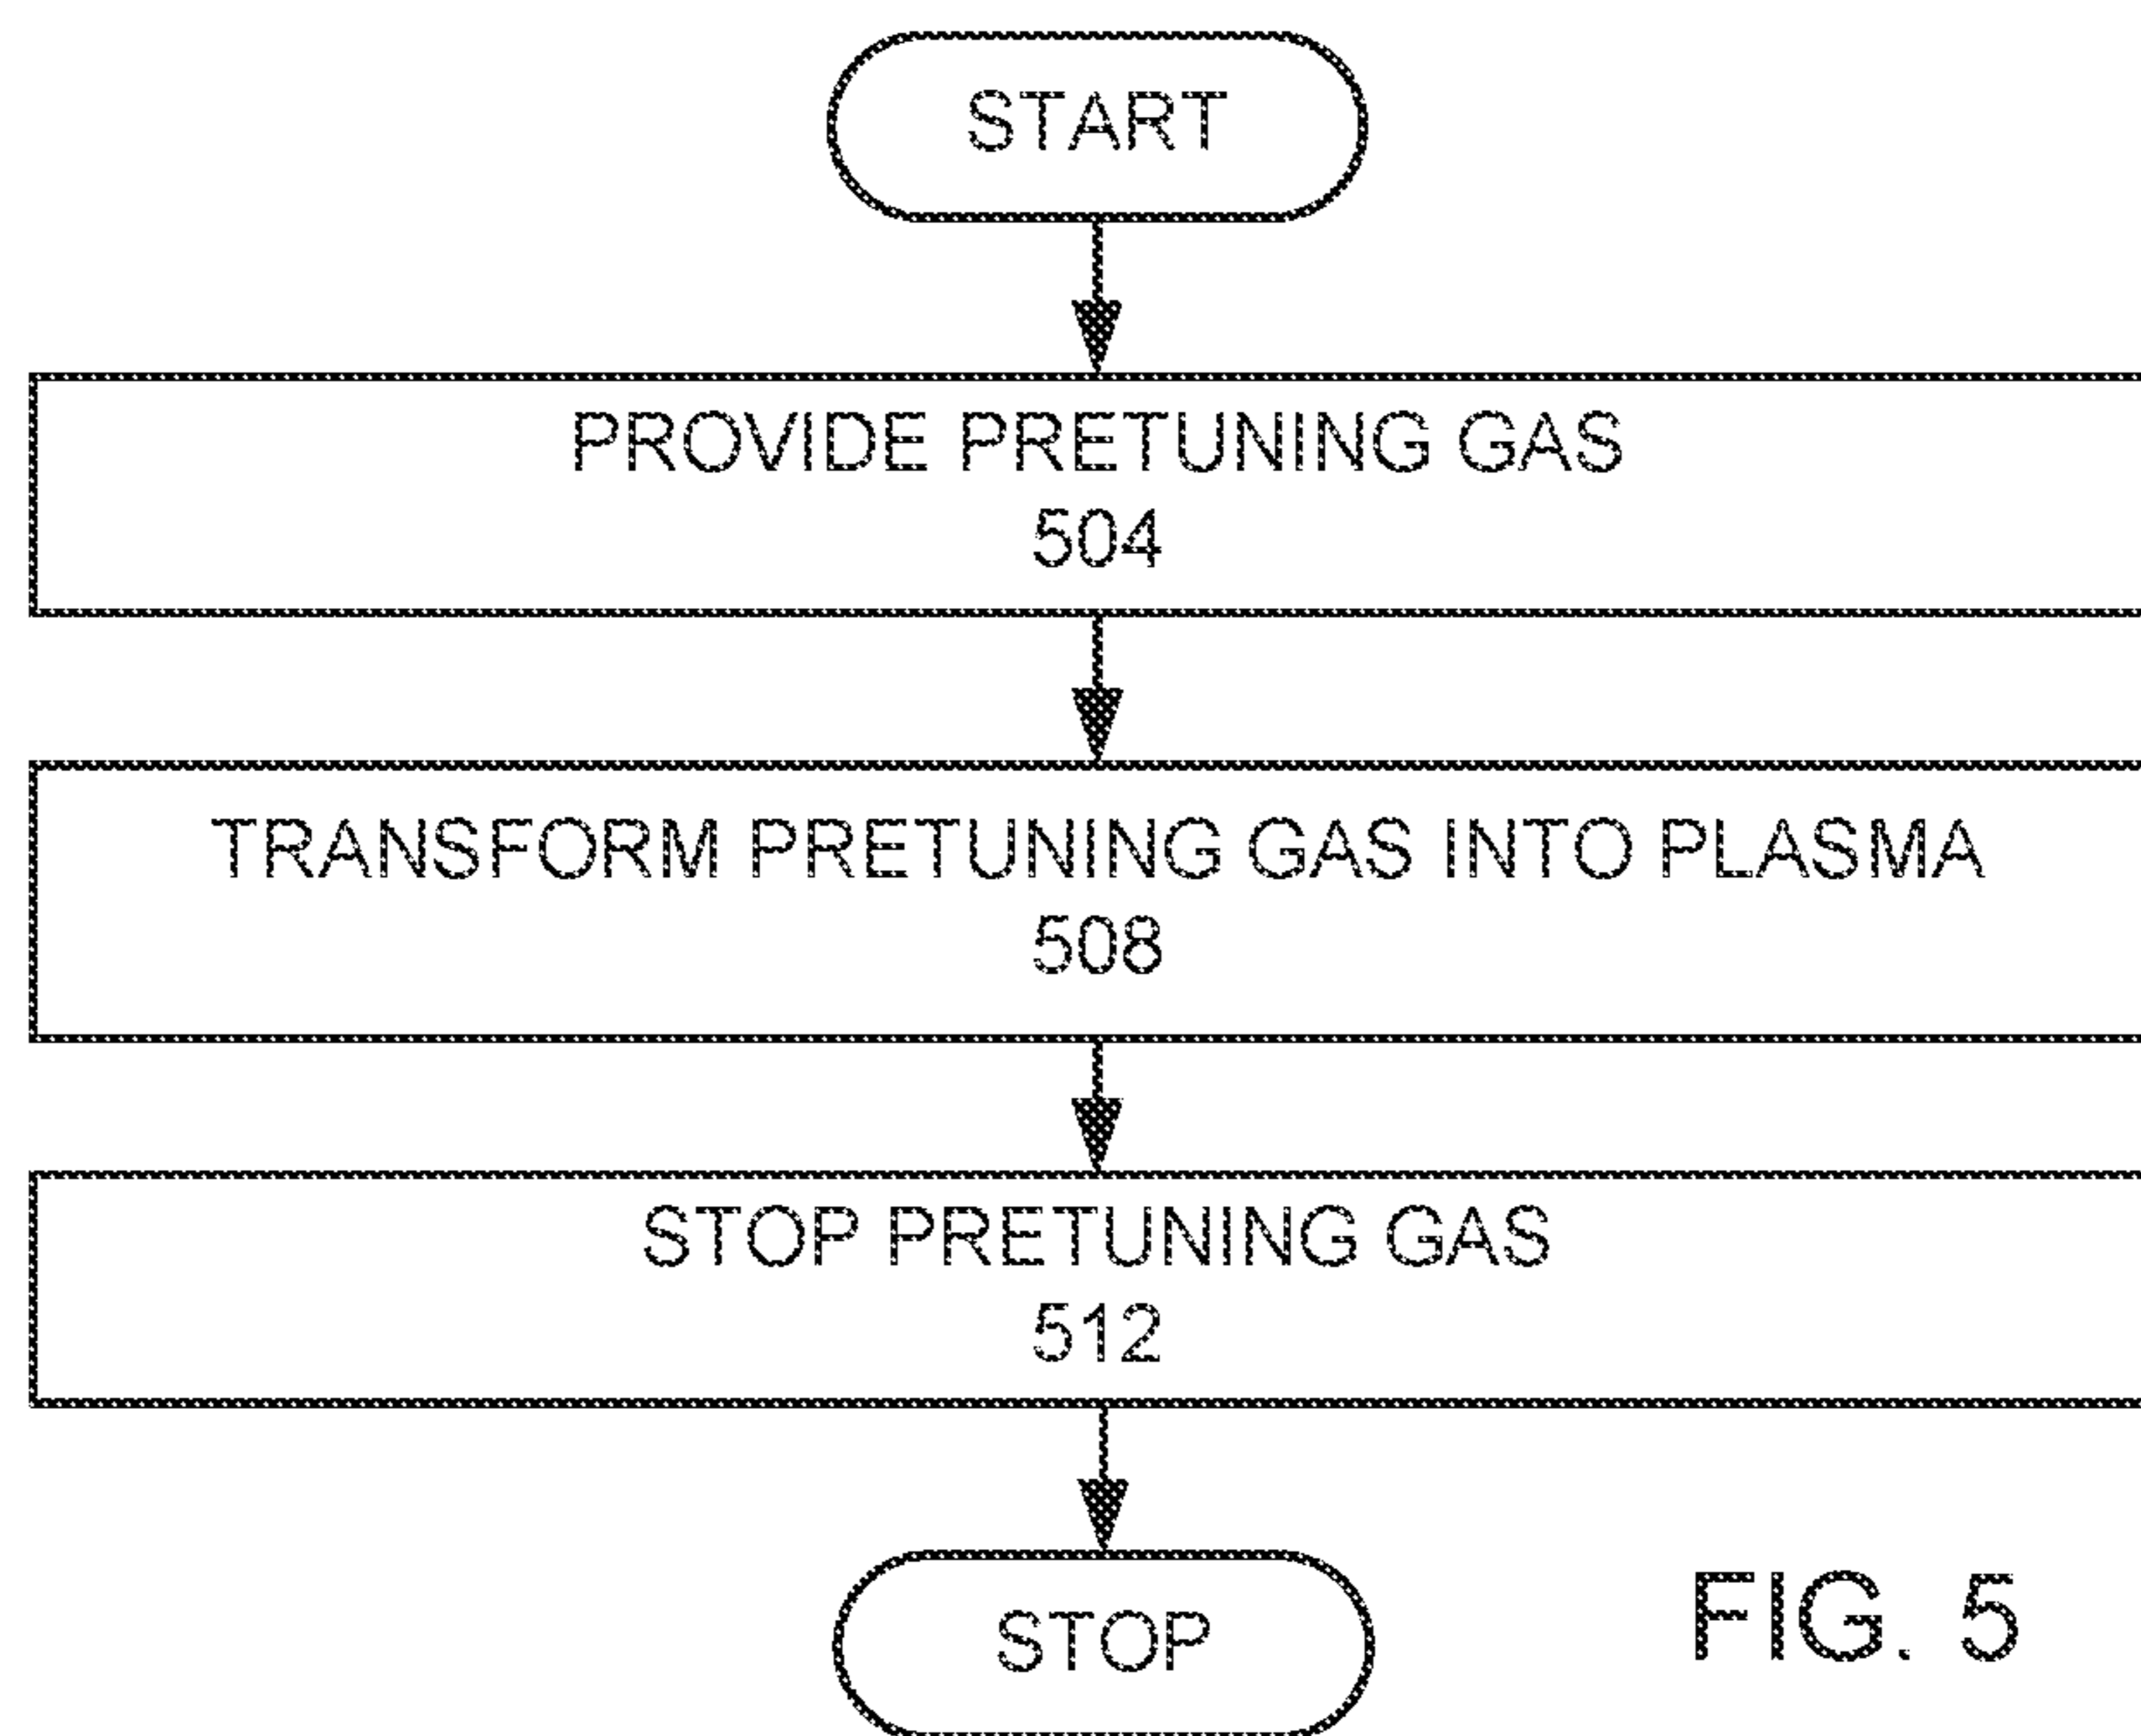 START
PROVIDE PRETUNING GAS
504
TRANSFORM PRETUNING GAS INTO PLASMA
508
STOP PRETUNING GAS
512
STOP
FIG. 5